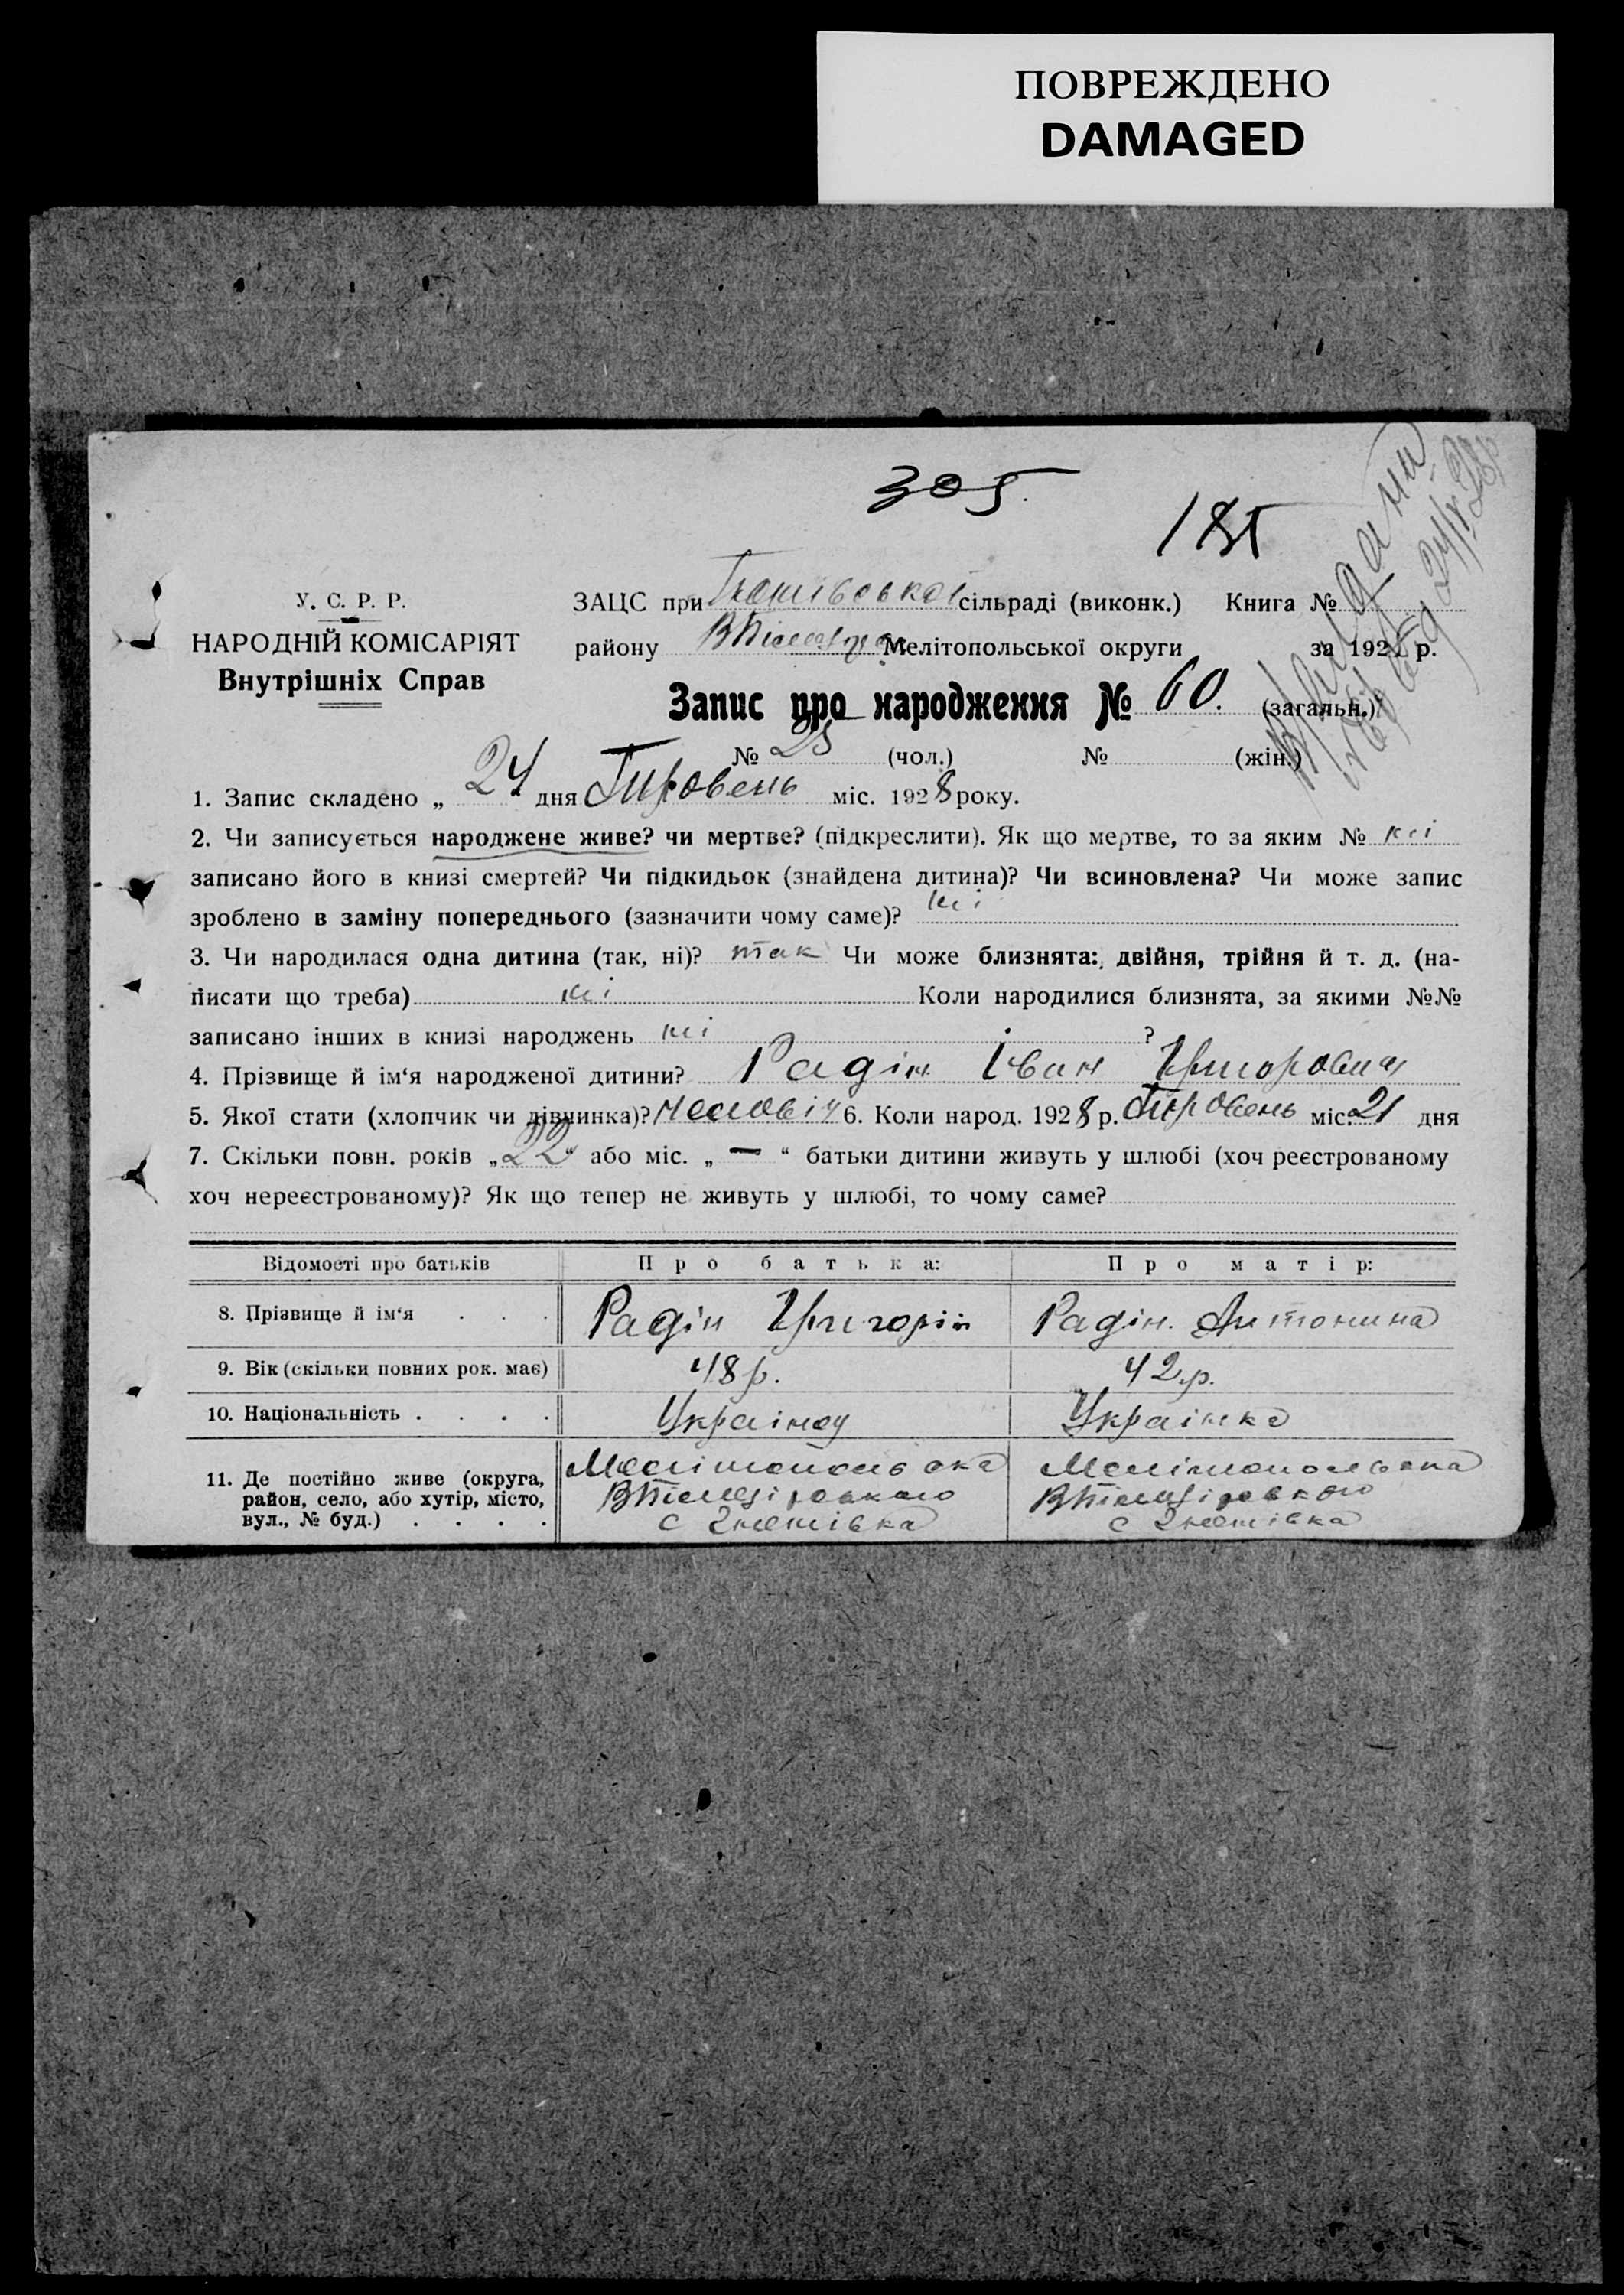 ПОВРЕЖДЕНО
DAMAGED
305.
185
У. С. Р. Р.
НАРОДНІЙ КОМІСАРІЯТ
Внутрішніх Справ
ЗАЦС при сільраді (виконк.) Книга №
району Мелітопольської округи за 192 р.
Запис про народження № 60. (загальн.)
№ 25 (чол.) № (жін.)
1. Запис складено „ 24 дня міс. 1928 року.
2. Чи записується народжене живе? чи мертве? (підкреслити). Як що мертве, то за яким № ні
записано його в книзі смертей? Чи підкидьок (знайдена дитина)? Чи всиновлена? Чи може запис
зроблено в заміну попереднього (зазначити чому саме)? ні
3. Чи народилася одна дитина (так, ні)? так Чи може близнята: двійня, трійня й т. д. (на-
писати що треба) ні Коли народилися близнята, за якими №№
записано інших в книзі народжень ні ?
4. Прізвище й ім‘я народженої дитини? Радін Іван Григорович
5. Якої стати (хлопчик чи дівчинка)? 6. Коли народ. 1928 р. міс. 21 дня
7. Скільки повн. років „22“ або міс. „ — “ батьки дитини живуть у шлюбі (хоч реєстрованому
хоч нереєстрованому)? Як що тепер не живуть у шлюбі, то чому саме?
Відомості про батьків Про батька: Про матір:
8. Прізвище й ім‘я . . . Радін Григорій Радін. Антонина
9. Вік (скільки повних рок. має) 48 р. 42 р.
10. Національність . . . . Українец Українка
11. Де постійно живе (округа,
район, село, або хутір, місто,
вул., № буд.) . . . .